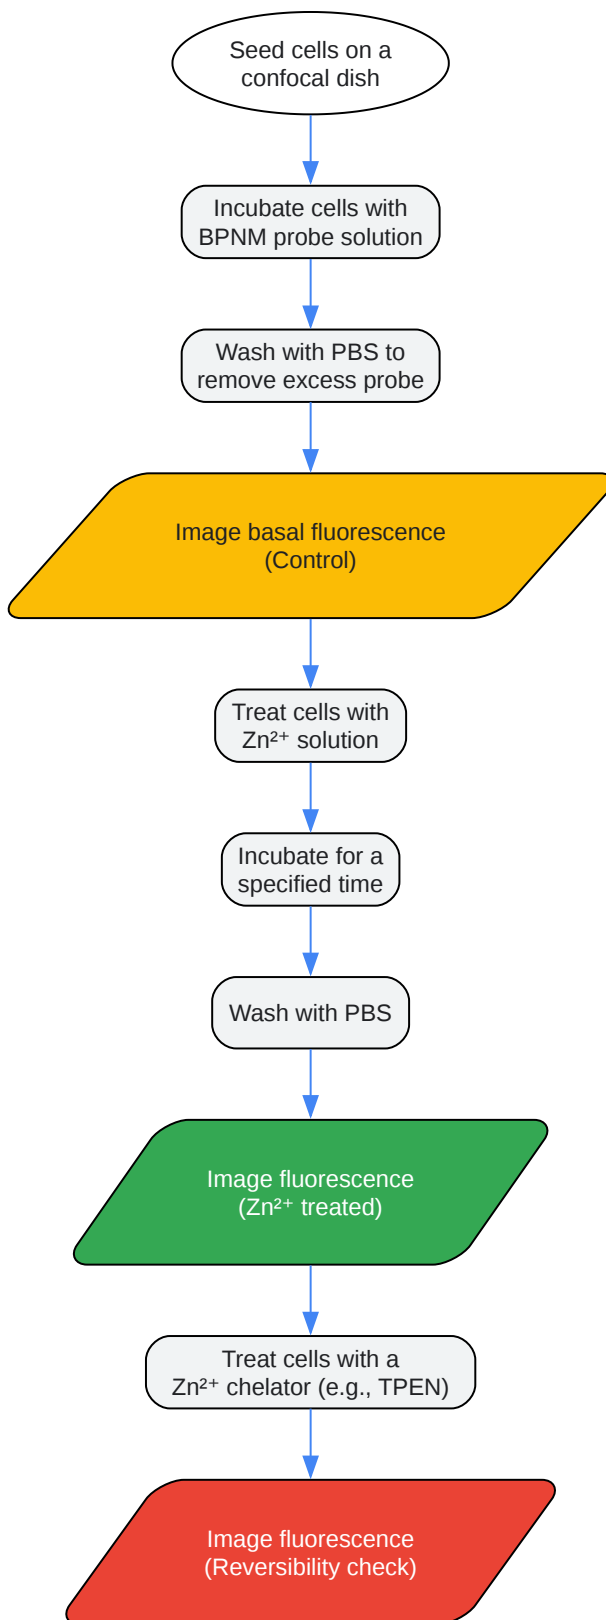 Seed cells on a
confocal dish
Incubate cells with
BPNM probe solution
Wash with PBS to
remove excess probe
Image basal fluorescence
(Control)
Treat cells with
Zn²⁺ solution
Incubate for a
specified time
Wash with PBS
Image fluorescence
(Zn²⁺ treated)
Treat cells with a
Zn²⁺ chelator (e.g., TPEN)
Image fluorescence
(Reversibility check)